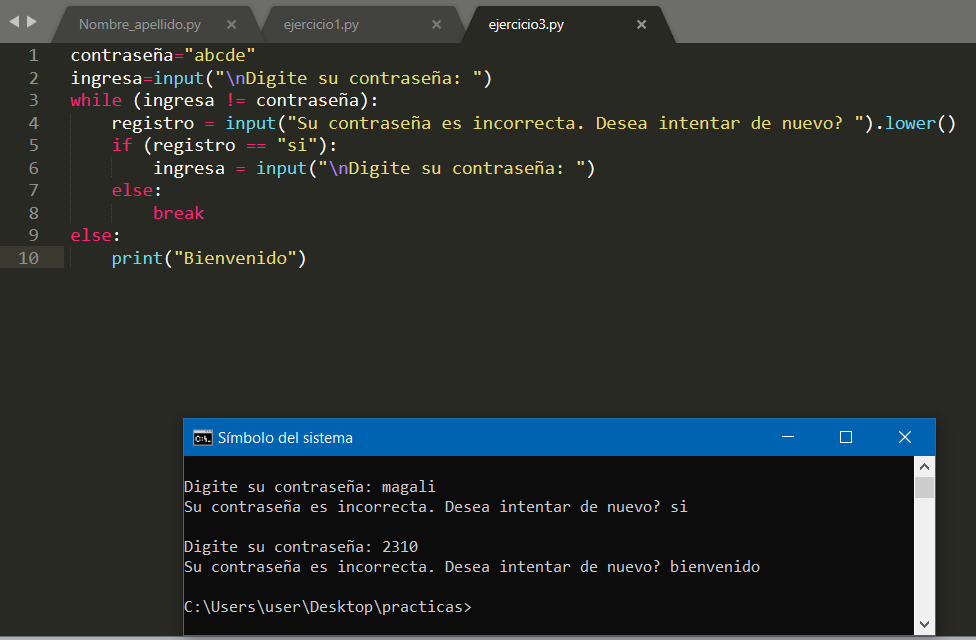 Nombre_apellido.py × ejercicio1.py × ejercicio3.py ×
1 contraseña="abcde"
2 ingresa=input("\nDigite su contraseña: ")
3 while (ingresa != contraseña):
4     registro = input("Su contraseña es incorrecta. Desea intentar de nuevo? ").lower()
5     if (registro == "si"):
6         ingresa = input("\nDigite su contraseña: ")
7     else:
8         break
9 else:
10     print("Bienvenido")
C:\. Símbolo del sistema
Digite su contraseña: magali
Su contraseña es incorrecta. Desea intentar de nuevo? si
Digite su contraseña: 2310
Su contraseña es incorrecta. Desea intentar de nuevo? bienvenido
C:\Users\user\Desktop\practicas>